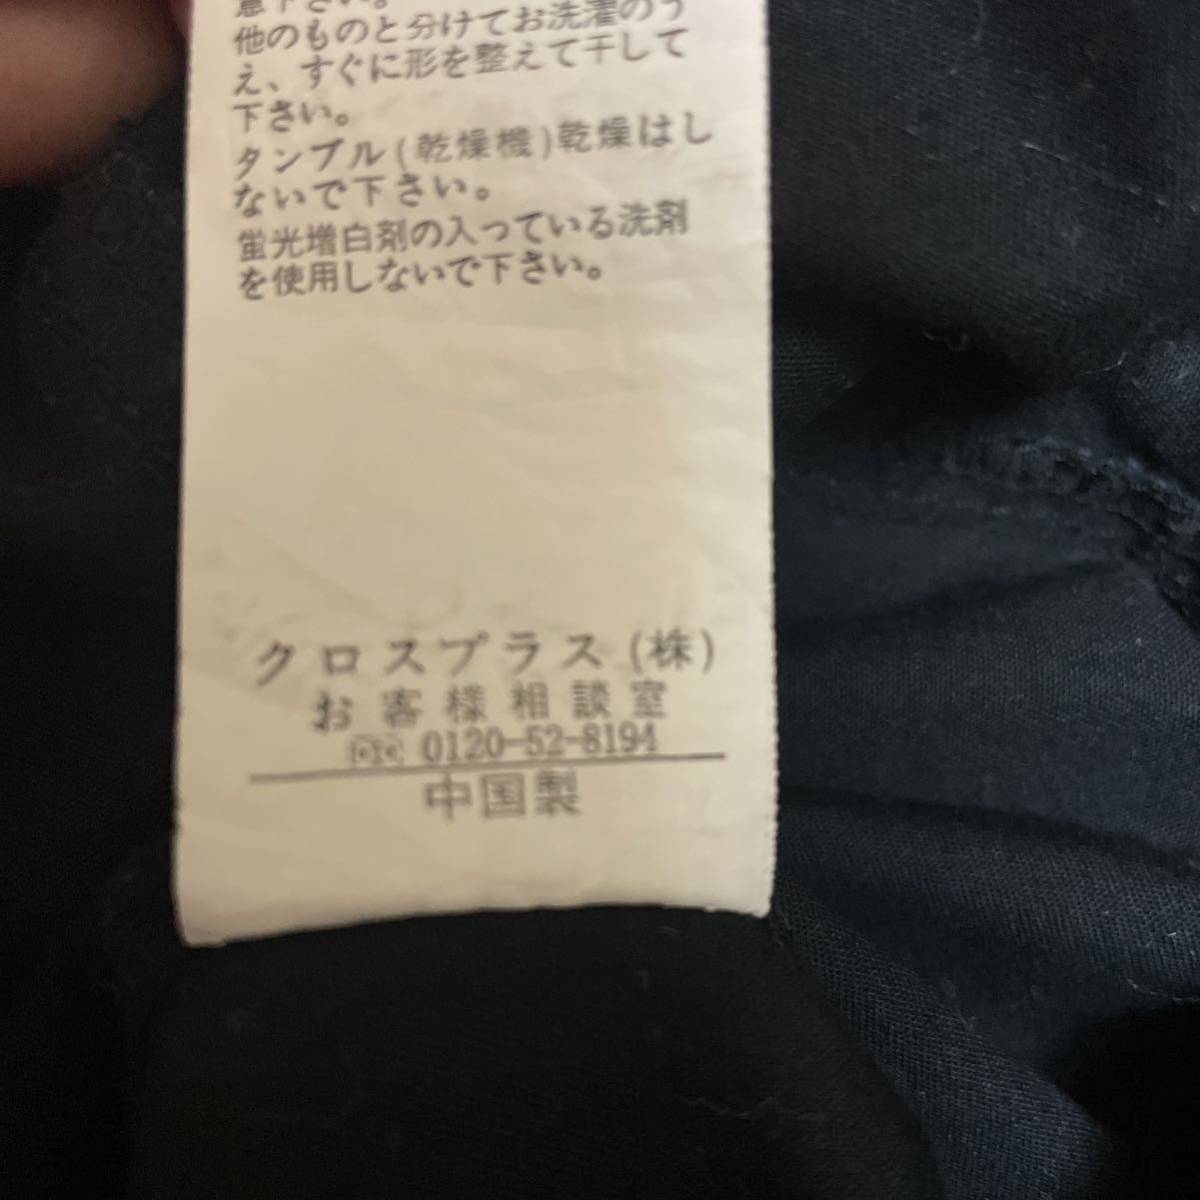 意下さい。
他のものと分けてお洗濯のう
え、すぐに形を整えて干して
下さい。
タンブル(乾燥機)乾燥はし
ないで下さい。
蛍光増白剤の入っている洗剤
を使用しないで下さい。
クロスプラス(株)
お客様相談室
0120-52-8194
中国製